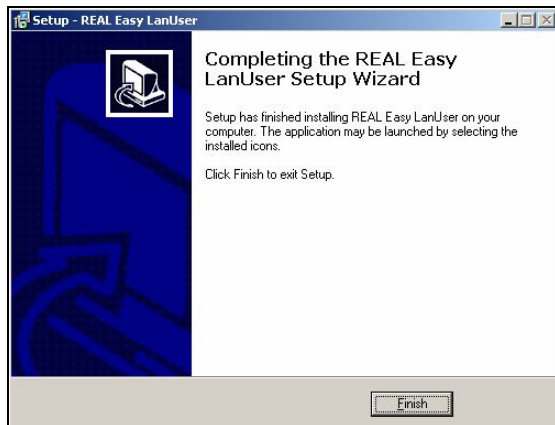 Setup - REAL Easy LanUser
Completing the REAL Easy
LanUser Setup Wizard
Setup has finished installing REAL Easy LanUser on your
computer. The application may be launched by selecting the
installed icons.
Click Finish to exit Setup.
Finish